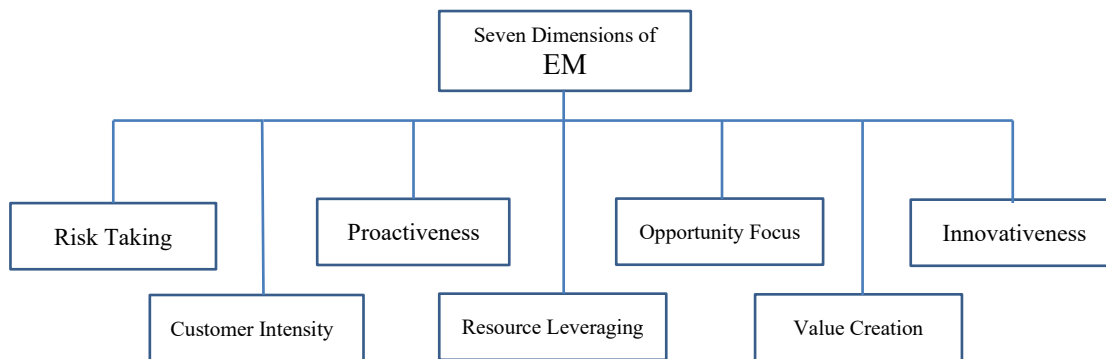 Seven Dimensions of
EM
Risk Taking
Proactiveness
Opportunity Focus
Innovativeness
Customer Intensity
Resource Leveraging
Value Creation